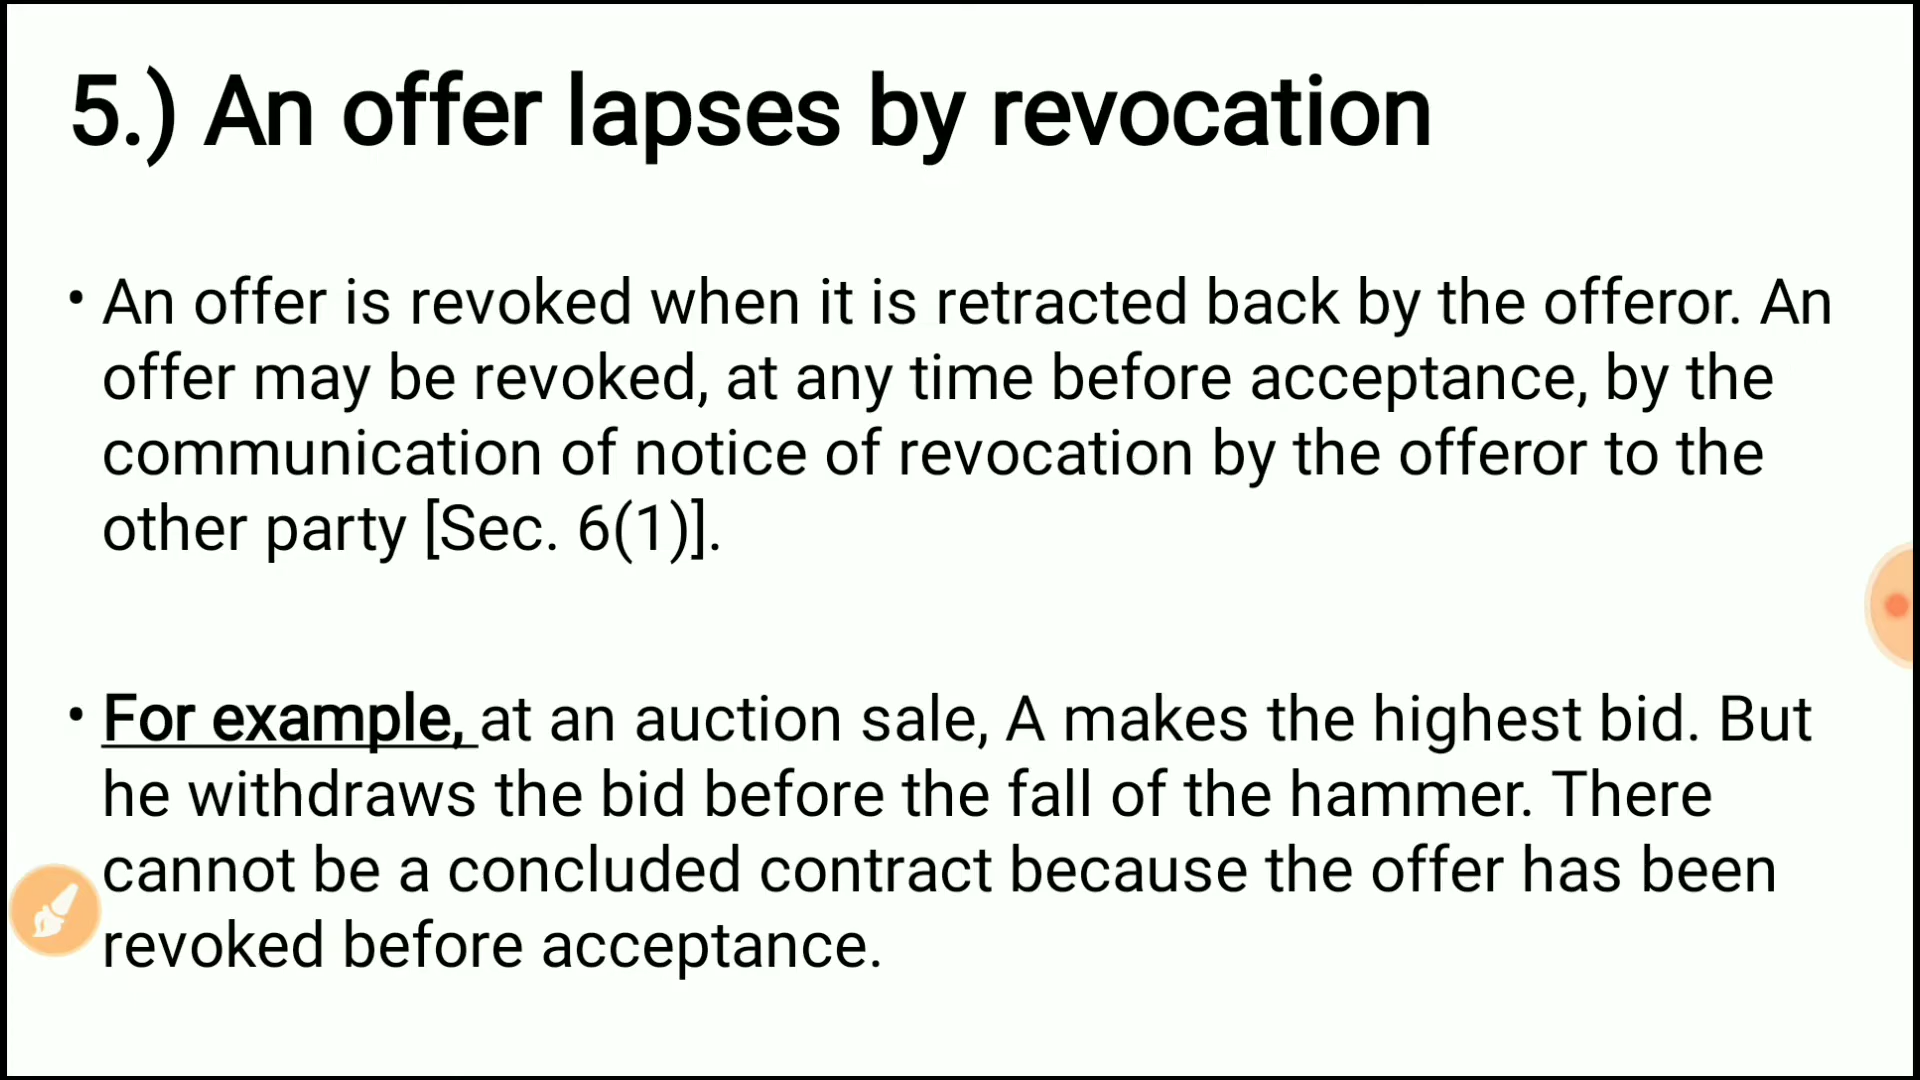 5.) An offer lapses by revocation
• An offer is revoked when it is retracted back by the offeror. An
offer may be revoked, at any time before acceptance, by the
communication of notice of revocation by the offeror to the
other party [Sec. 6(1)].
• For example, at an auction sale, A makes the highest bid. But
he withdraws the bid before the fall of the hammer. There
cannot be a concluded contract because the offer has been
revoked before acceptance.